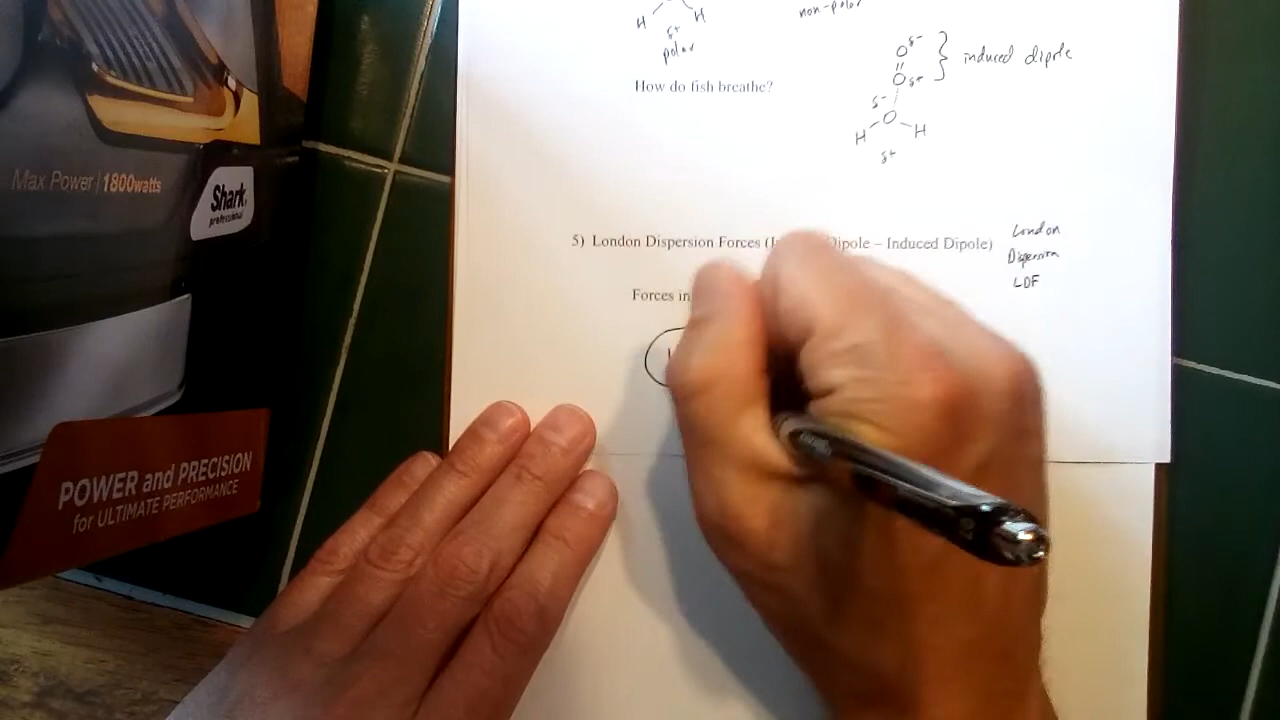 H H
δ+
polar
non-polar
How do fish breathe?
O δ-
O δ+
induced dipole
δ-
O
H H
δ+
Max Power | 1800watts
Shark
professional
5) London Dispersion Forces ( Dipole – Induced Dipole)
London
Dispersion
LDF
Forces in
POWER and PRECISION
for ULTIMATE PERFORMANCE